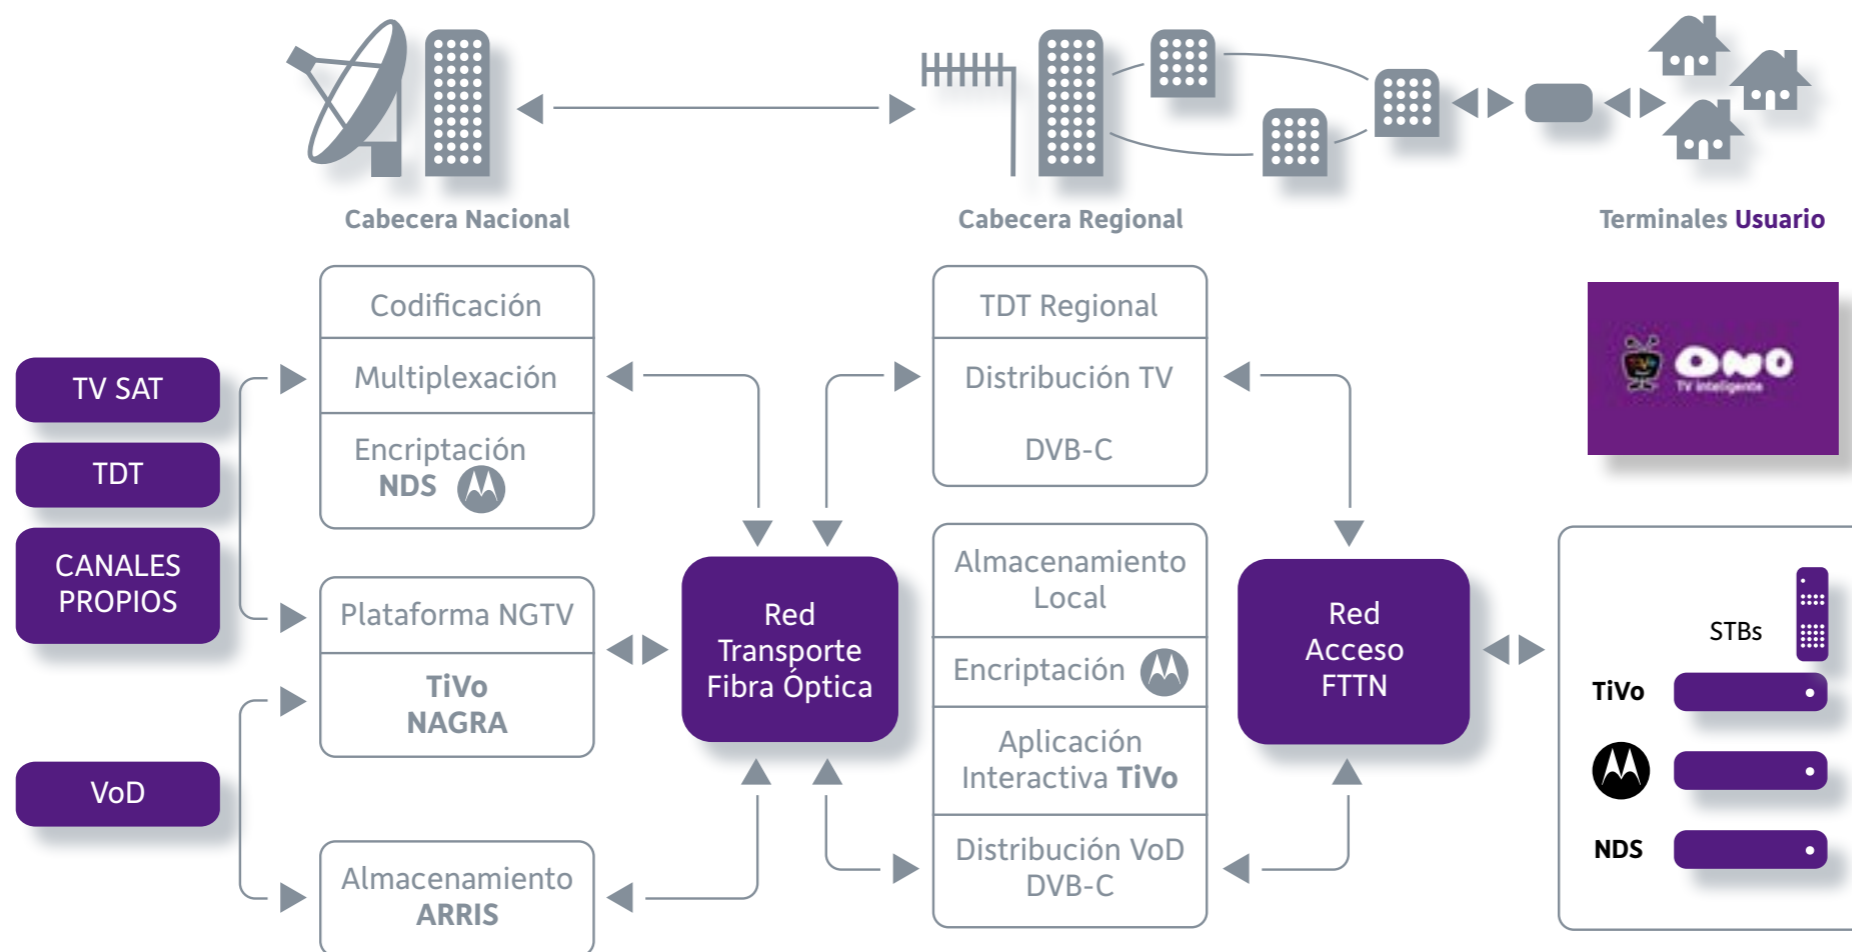 Cabecera Nacional
Cabecera Regional
Terminales Usuario
TV SAT
TDT
CANALES
PROPIOS
VoD
Codificación
Multiplexación
Encriptación
NDS
Plataforma NGTV
TiVo
NAGRA
Almacenamiento
ARRIS
Red
Transporte
Fibra Óptica
TDT Regional
Distribución TV
DVB-C
Almacenamiento
Local
Encriptación
Aplicación
Interactiva TiVo
Distribución VoD
DVB-C
Red
Acceso
FTTN
ONO
TV inteligente
STBs
TiVo
NDS